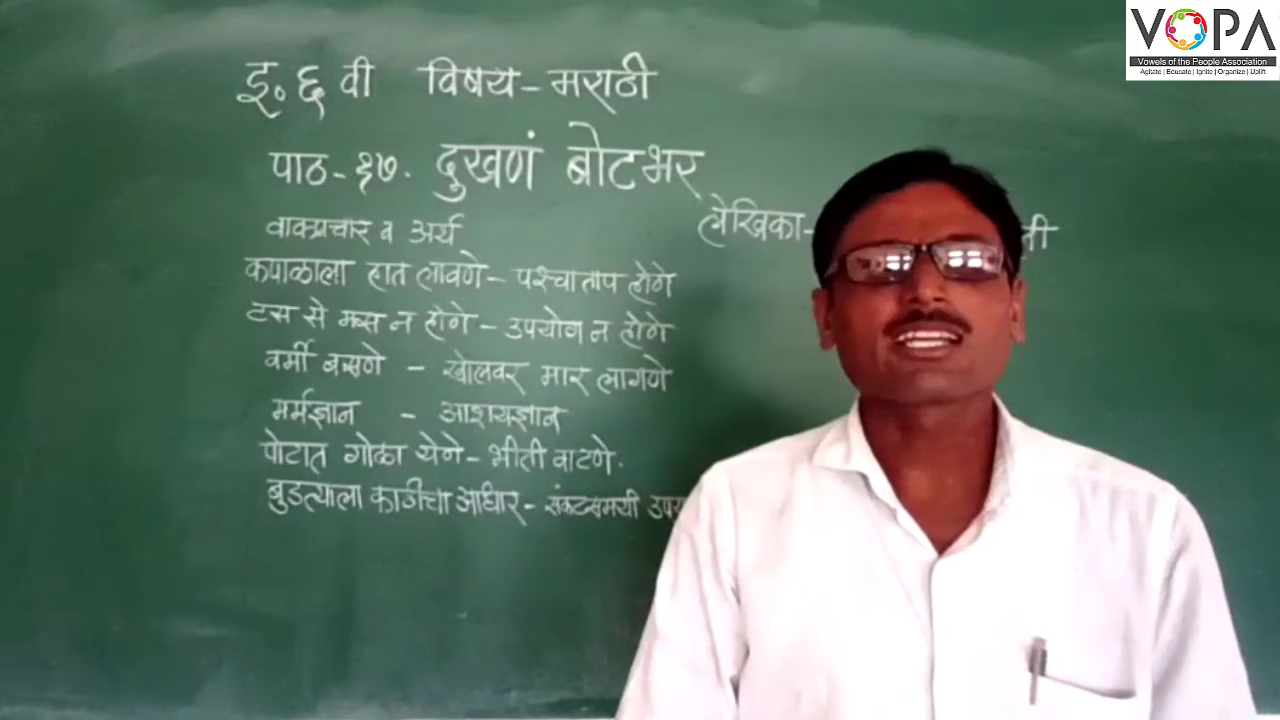 VOPA
Vowels of the People Association
Agitate | Educate | Ignite | Organize | Uplift
इ. ६ वी विषय - मराठी
पाठ - १७. दुखणं बोटभर
लेखिका -
वाक्प्रचार व अर्थ
कपाळाला हात लावणे - पश्चाताप होणे
टस से मस न होणे - उपयोग न होणे
वर्मी बसणे - खोलवर मार लागणे
मर्मज्ञान - आशयज्ञान
पोटात गोळा येणे - भीती वाटणे.
बुडत्याला काडीचा आधार - संकटसमयी